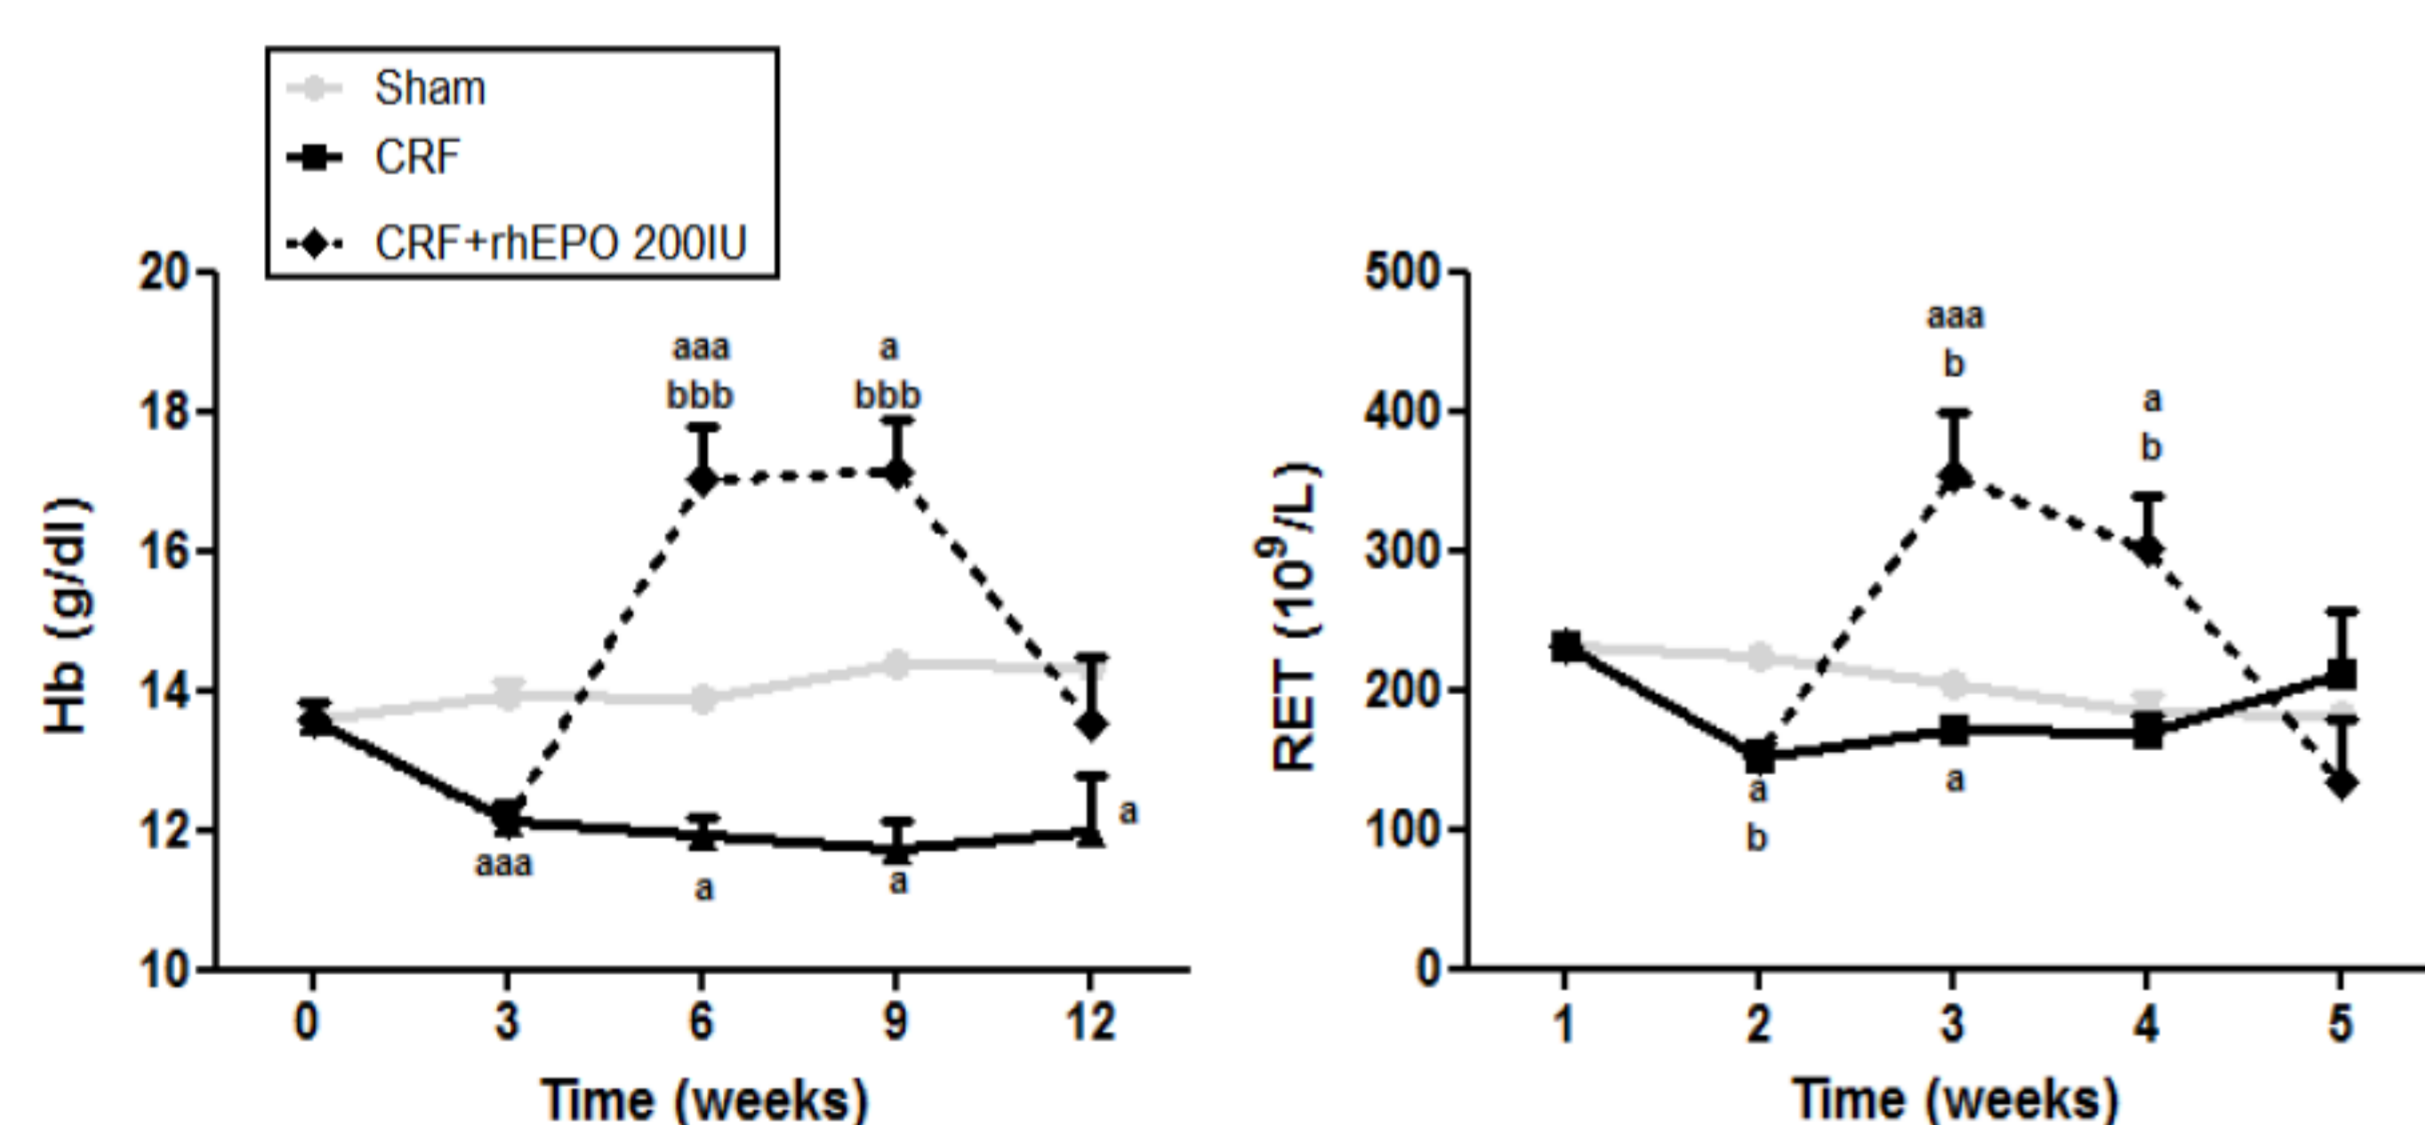 Sham
CRF
CRF+rhEPO 200IU
Hb (g/dl)
20
18
16
14
12
10
aaa
bbb
a
bbb
aaa
a
a
a
0 3 6 9 12
Time (weeks)
RET (10⁹/L)
500
400
300
200
100
0
aaa
b
a
b
a
b
a
1 2 3 4 5
Time (weeks)